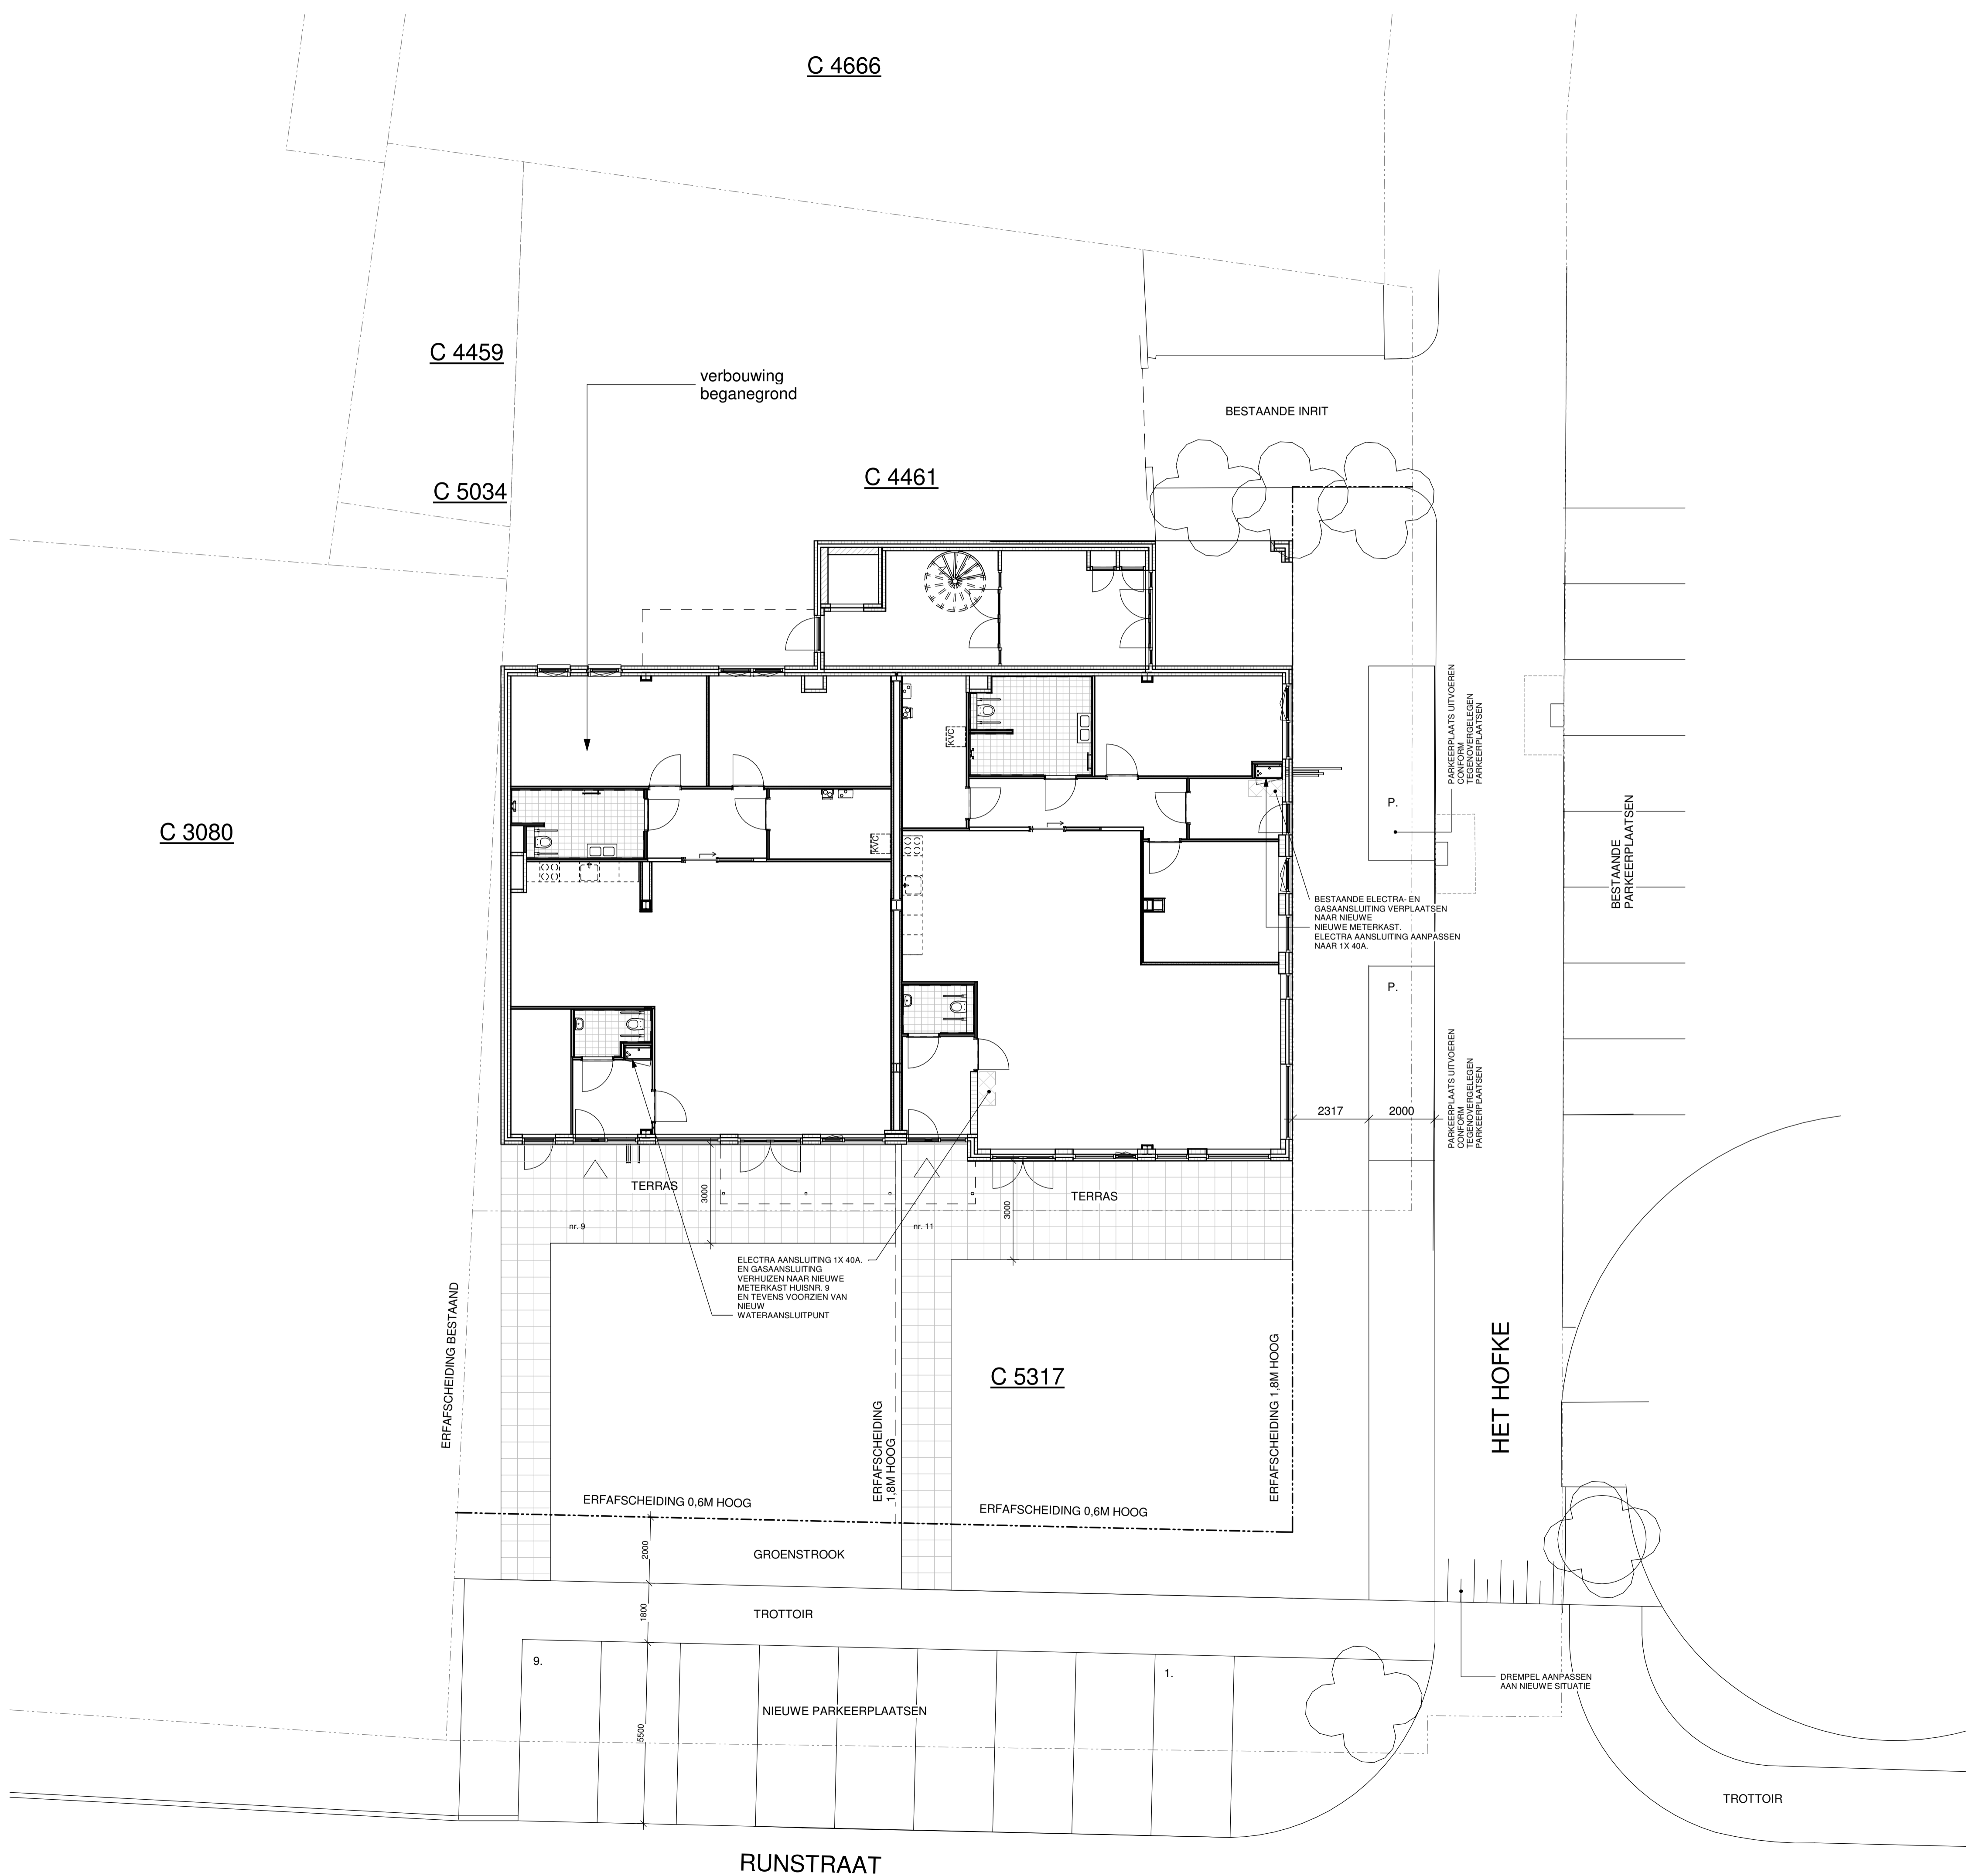 C 4666
C 4459
verbouwing
beganegrond
BESTAANDE INRIT
C 4461
C 5034
C 3080
KVC
KVC
PARKEERPLAATS UITVOEREN
CONFORM
TEGENOVERGELEGEN
PARKEERPLAATSEN
P.
BESTAANDE
PARKEERPLAATSEN
BESTAANDE ELECTRA- EN
GASAANSLUITING VERPLAATSEN
NAAR NIEUWE
NIEUWE METERKAST.
ELECTRA AANSLUITING AANPASSEN
NAAR 1X 40A.
P.
PARKEERPLAATS UITVOEREN
CONFORM
TEGENOVERGELEGEN
PARKEERPLAATSEN
2317
2000
TERRAS
3000
TERRAS
3000
nr. 9
nr. 11
ELECTRA AANSLUITING 1X 40A.
EN GASAANSLUITING
VERHUIZEN NAAR NIEUWE
METERKAST HUISNR. 9
EN TEVENS VOORZIEN VAN
NIEUW
WATERAANSLUITPUNT
ERFAFSCHEIDING BESTAAND
C 5317
ERFAFSCHEIDING
1,8M HOOG
ERFAFSCHEIDING 1,8M HOOG
HET HOFKE
ERFAFSCHEIDING 0,6M HOOG
ERFAFSCHEIDING 0,6M HOOG
2000
GROENSTROOK
1800
TROTTOIR
9.
1.
DREMPEL AANPASSEN
AAN NIEUWE SITUATIE
NIEUWE PARKEERPLAATSEN
5500
TROTTOIR
RUNSTRAAT